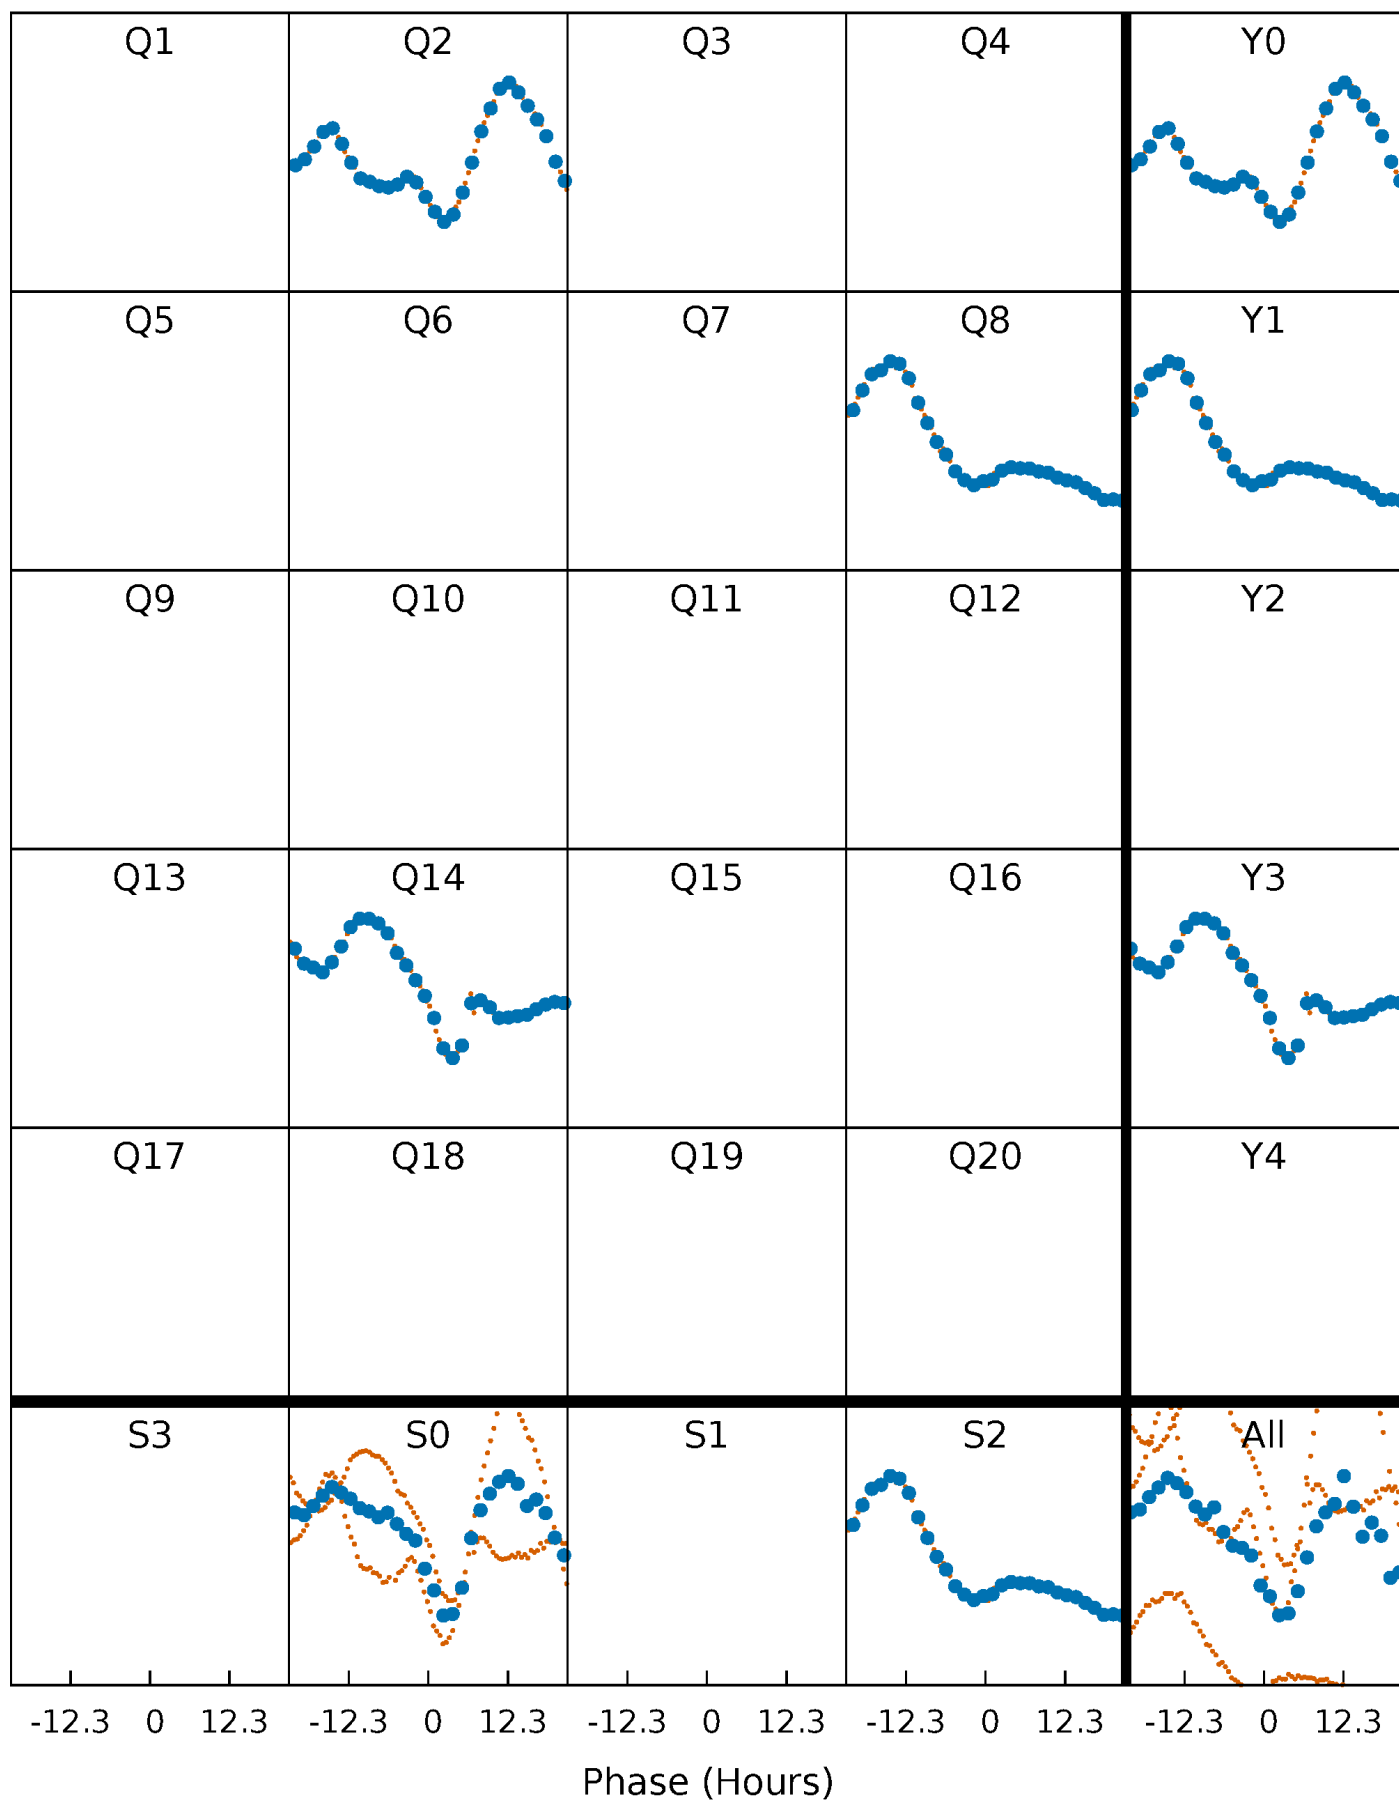 Q1 Q2 Q3 Q4 Y0
Q5 Q6 Q7 Q8 Y1
Q9 Q10 Q11 Q12 Y2
Q13 Q14 Q15 Q16 Y3
Q17 Q18 Q19 Q20 Y4
S3 S0 S1 S2 All
-12.3 0 12.3 -12.3 0 12.3 -12.3 0 12.3 -12.3 0 12.3 -12.3 0 12.3
Phase (Hours)